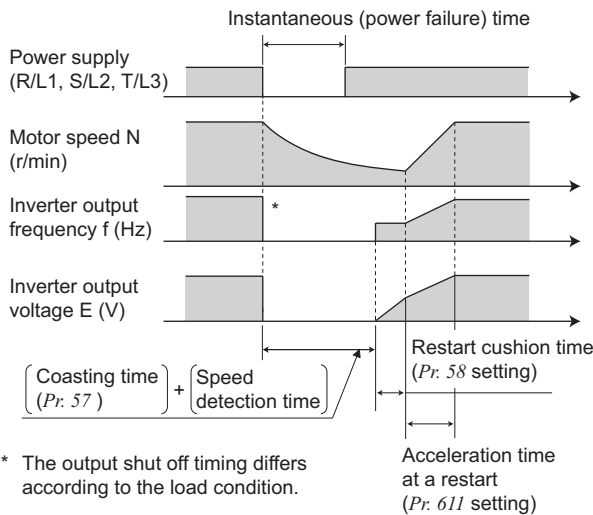 Instantaneous (power failure) time
Power supply
(R/L1, S/L2, T/L3)
Motor speed N
(r/min)
Inverter output
frequency f (Hz)
*
Inverter output
voltage E (V)
Coasting time
(Pr. 57 )
+
Speed
detection time
Restart cushion time
(Pr. 58 setting)
Acceleration time
at a restart
(Pr. 611 setting)
* The output shut off timing differs
according to the load condition.